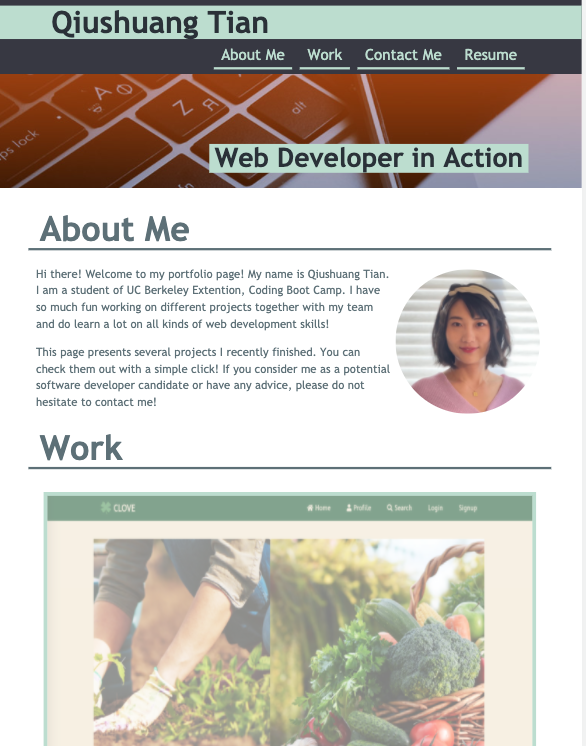 Qiushuang Tian
About Me Work Contact Me Resume
ps lock
A
Z
alt
Web Developer in Action
About Me
Hi there! Welcome to my portfolio page! My name is Qiushuang Tian.
I am a student of UC Berkeley Extention, Coding Boot Camp. I have
so much fun working on different projects together with my team
and do learn a lot on all kinds of web development skills!
This page presents several projects I recently finished. You can
check them out with a simple click! If you consider me as a potential
software developer candidate or have any advice, please do not
hesitate to contact me!
Work
CLOVE Home Profile Search Login Signup